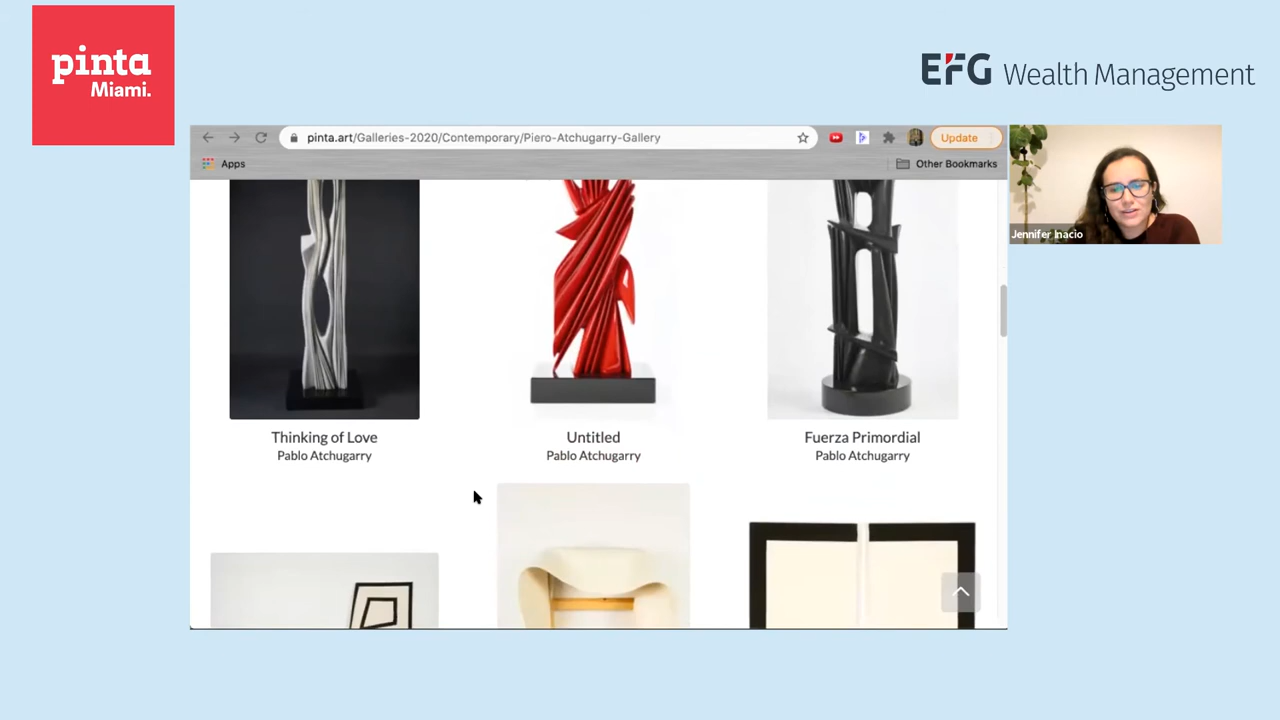 pinta
Miami.
EFG Wealth Management
pinta.art/Galleries-2020/Contemporary/Piero-Atchugarry-Gallery
Update
Apps
Other Bookmarks
Jennifer Inacio
Thinking of Love
Pablo Atchugarry
Untitled
Pablo Atchugarry
Fuerza Primordial
Pablo Atchugarry